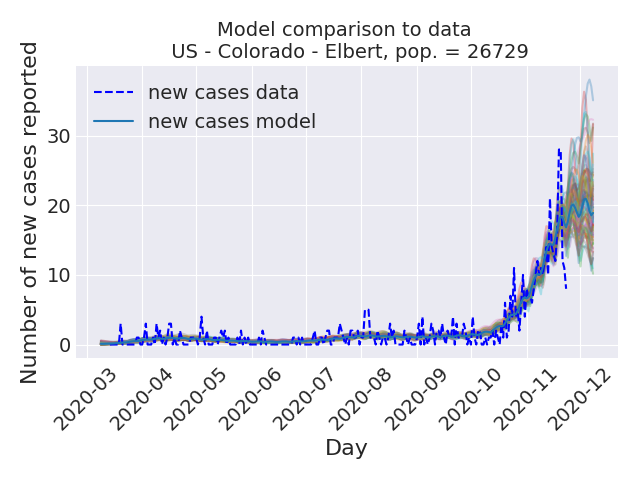 Model comparison to data
US - Colorado - Elbert, pop. = 26729
new cases data
new cases model
Number of new cases reported
30
20
10
0
2020-03
2020-04
2020-05
2020-06
2020-07
2020-08
2020-09
2020-10
2020-11
2020-12
Day